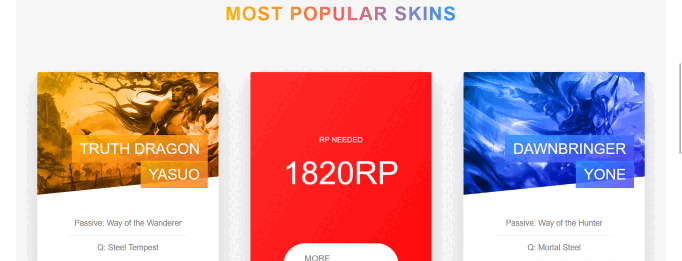 MOST POPULAR SKINS
TRUTH DRAGON
YASUO
Passive: Way of the Wanderer
Q: Steel Tempest
RP NEEDED
1820RP
MORE
DAWNBRINGER
YONE
Passive: Way of the Hunter
Q: Mortal Steel